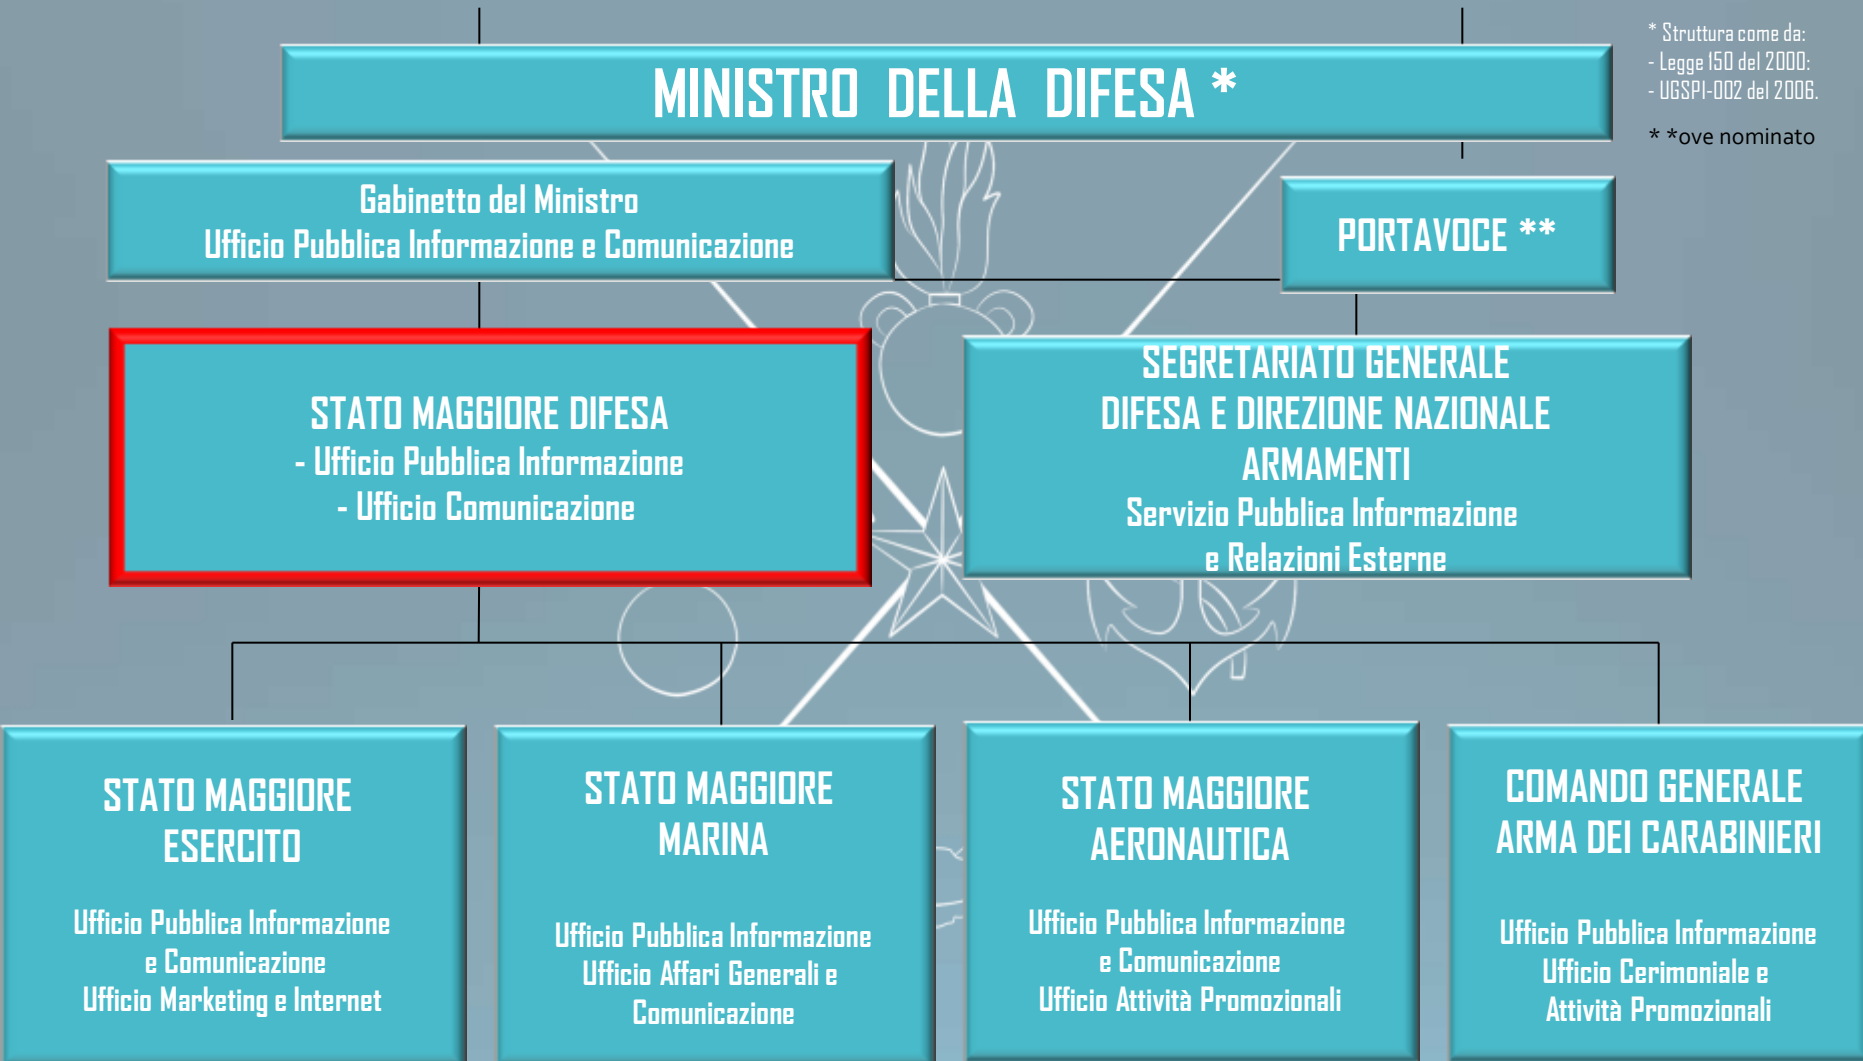 MINISTRO DELLA DIFESA *
* Struttura come da:
- Legge 150 del 2000:
- UGSPI-002 del 2006.
* *ove nominato
Gabinetto del Ministro
Ufficio Pubblica Informazione e Comunicazione
PORTAVOCE **
STATO MAGGIORE DIFESA
- Ufficio Pubblica Informazione
- Ufficio Comunicazione
SEGRETARIATO GENERALE
DIFESA E DIREZIONE NAZIONALE
ARMAMENTI
Servizio Pubblica Informazione
e Relazioni Esterne
STATO MAGGIORE
ESERCITO
Ufficio Pubblica Informazione
e Comunicazione
Ufficio Marketing e Internet
STATO MAGGIORE
MARINA
Ufficio Pubblica Informazione
Ufficio Affari Generali e
Comunicazione
STATO MAGGIORE
AERONAUTICA
Ufficio Pubblica Informazione
e Comunicazione
Ufficio Attività Promozionali
COMANDO GENERALE
ARMA DEI CARABINIERI
Ufficio Pubblica Informazione
Ufficio Cerimoniale e
Attività Promozionali